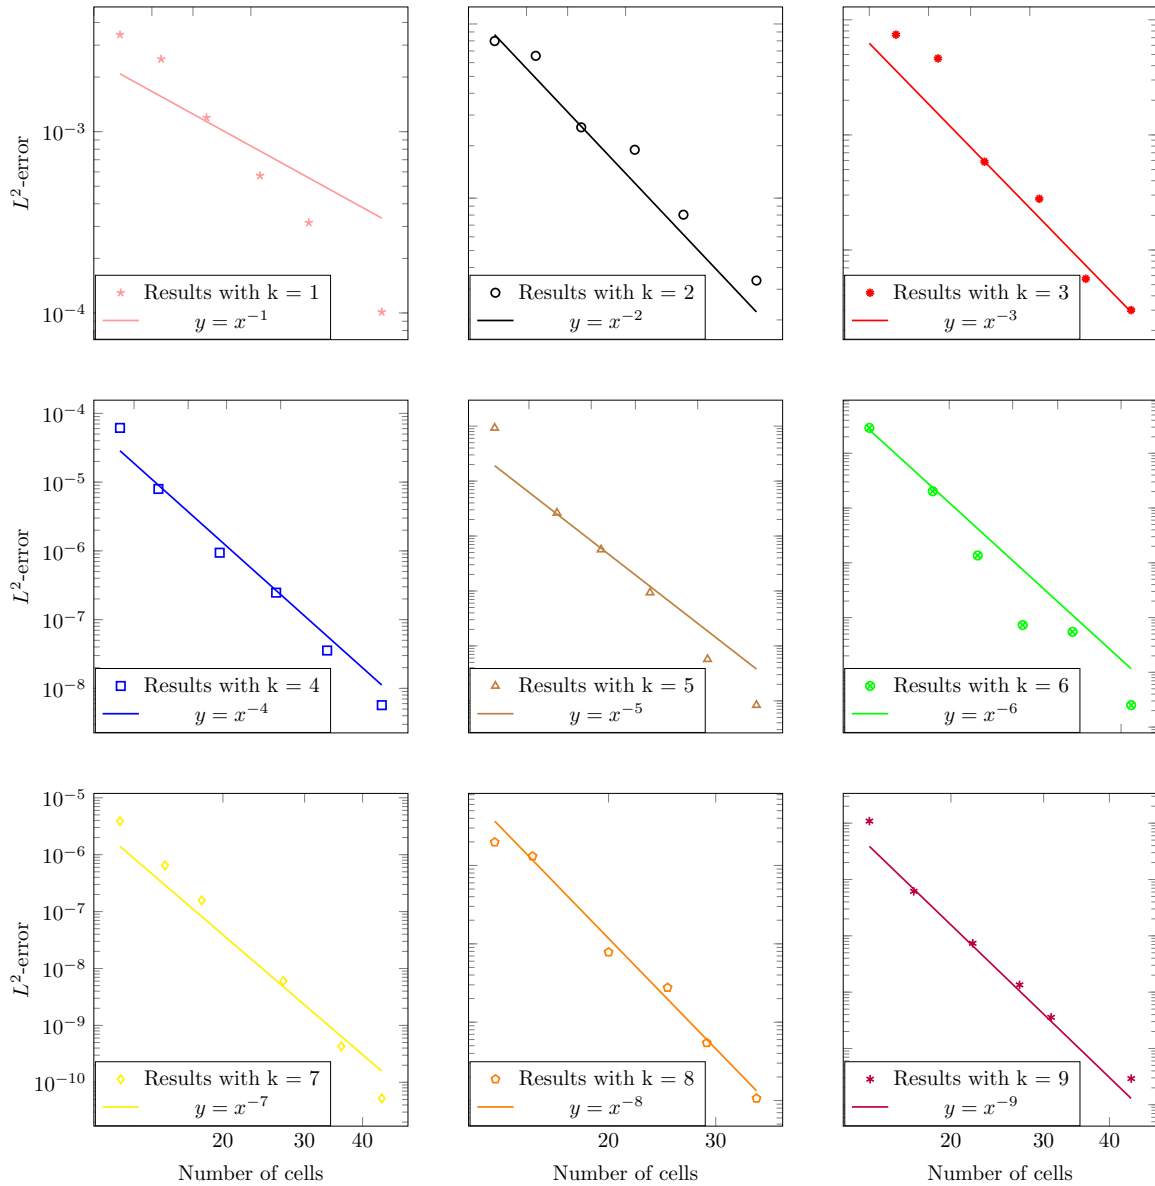 L²-error
10⁻³
10⁻⁴
Results with k = 1
y = x⁻¹
Results with k = 2
y = x⁻²
Results with k = 3
y = x⁻³
L²-error
10⁻⁴
10⁻⁵
10⁻⁶
10⁻⁷
10⁻⁸
Results with k = 4
y = x⁻⁴
Results with k = 5
y = x⁻⁵
Results with k = 6
y = x⁻⁶
L²-error
10⁻⁵
10⁻⁶
10⁻⁷
10⁻⁸
10⁻⁹
10⁻¹⁰
Results with k = 7
y = x⁻⁷
20 30 40
Number of cells
Results with k = 8
y = x⁻⁸
20 30
Number of cells
Results with k = 9
y = x⁻⁹
20 30 40
Number of cells